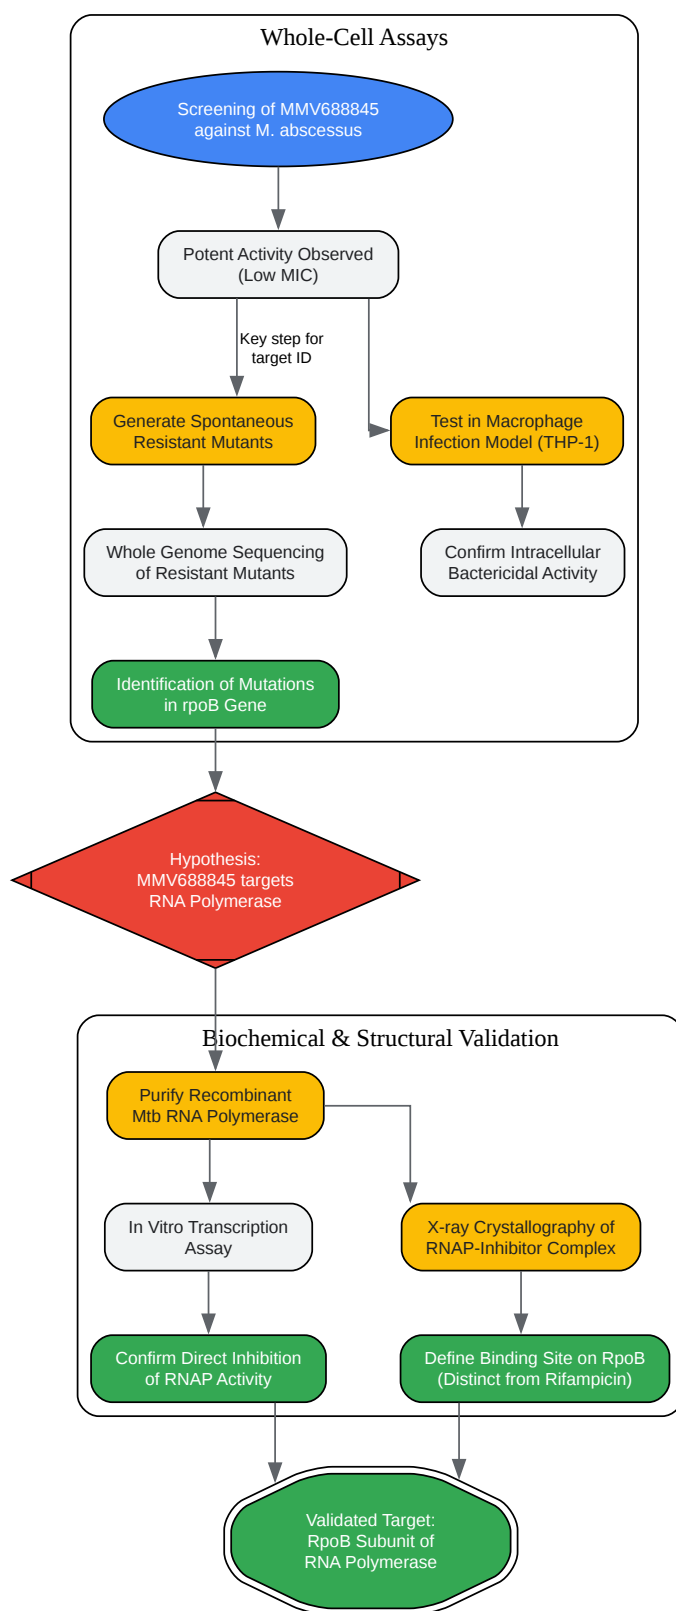 Whole-Cell Assays
Screening of MMV688845
against M. abscessus
Potent Activity Observed
(Low MIC)
Key step for
target ID
Generate Spontaneous
Resistant Mutants
Test in Macrophage
Infection Model (THP-1)
Whole Genome Sequencing
of Resistant Mutants
Confirm Intracellular
Bactericidal Activity
Identification of Mutations
in rpoB Gene
Hypothesis:
MMV688845 targets
RNA Polymerase
Biochemical & Structural Validation
Purify Recombinant
Mtb RNA Polymerase
In Vitro Transcription
Assay
X-ray Crystallography of
RNAP-Inhibitor Complex
Confirm Direct Inhibition
of RNAP Activity
Define Binding Site on RpoB
(Distinct from Rifampicin)
Validated Target:
RpoB Subunit of
RNA Polymerase